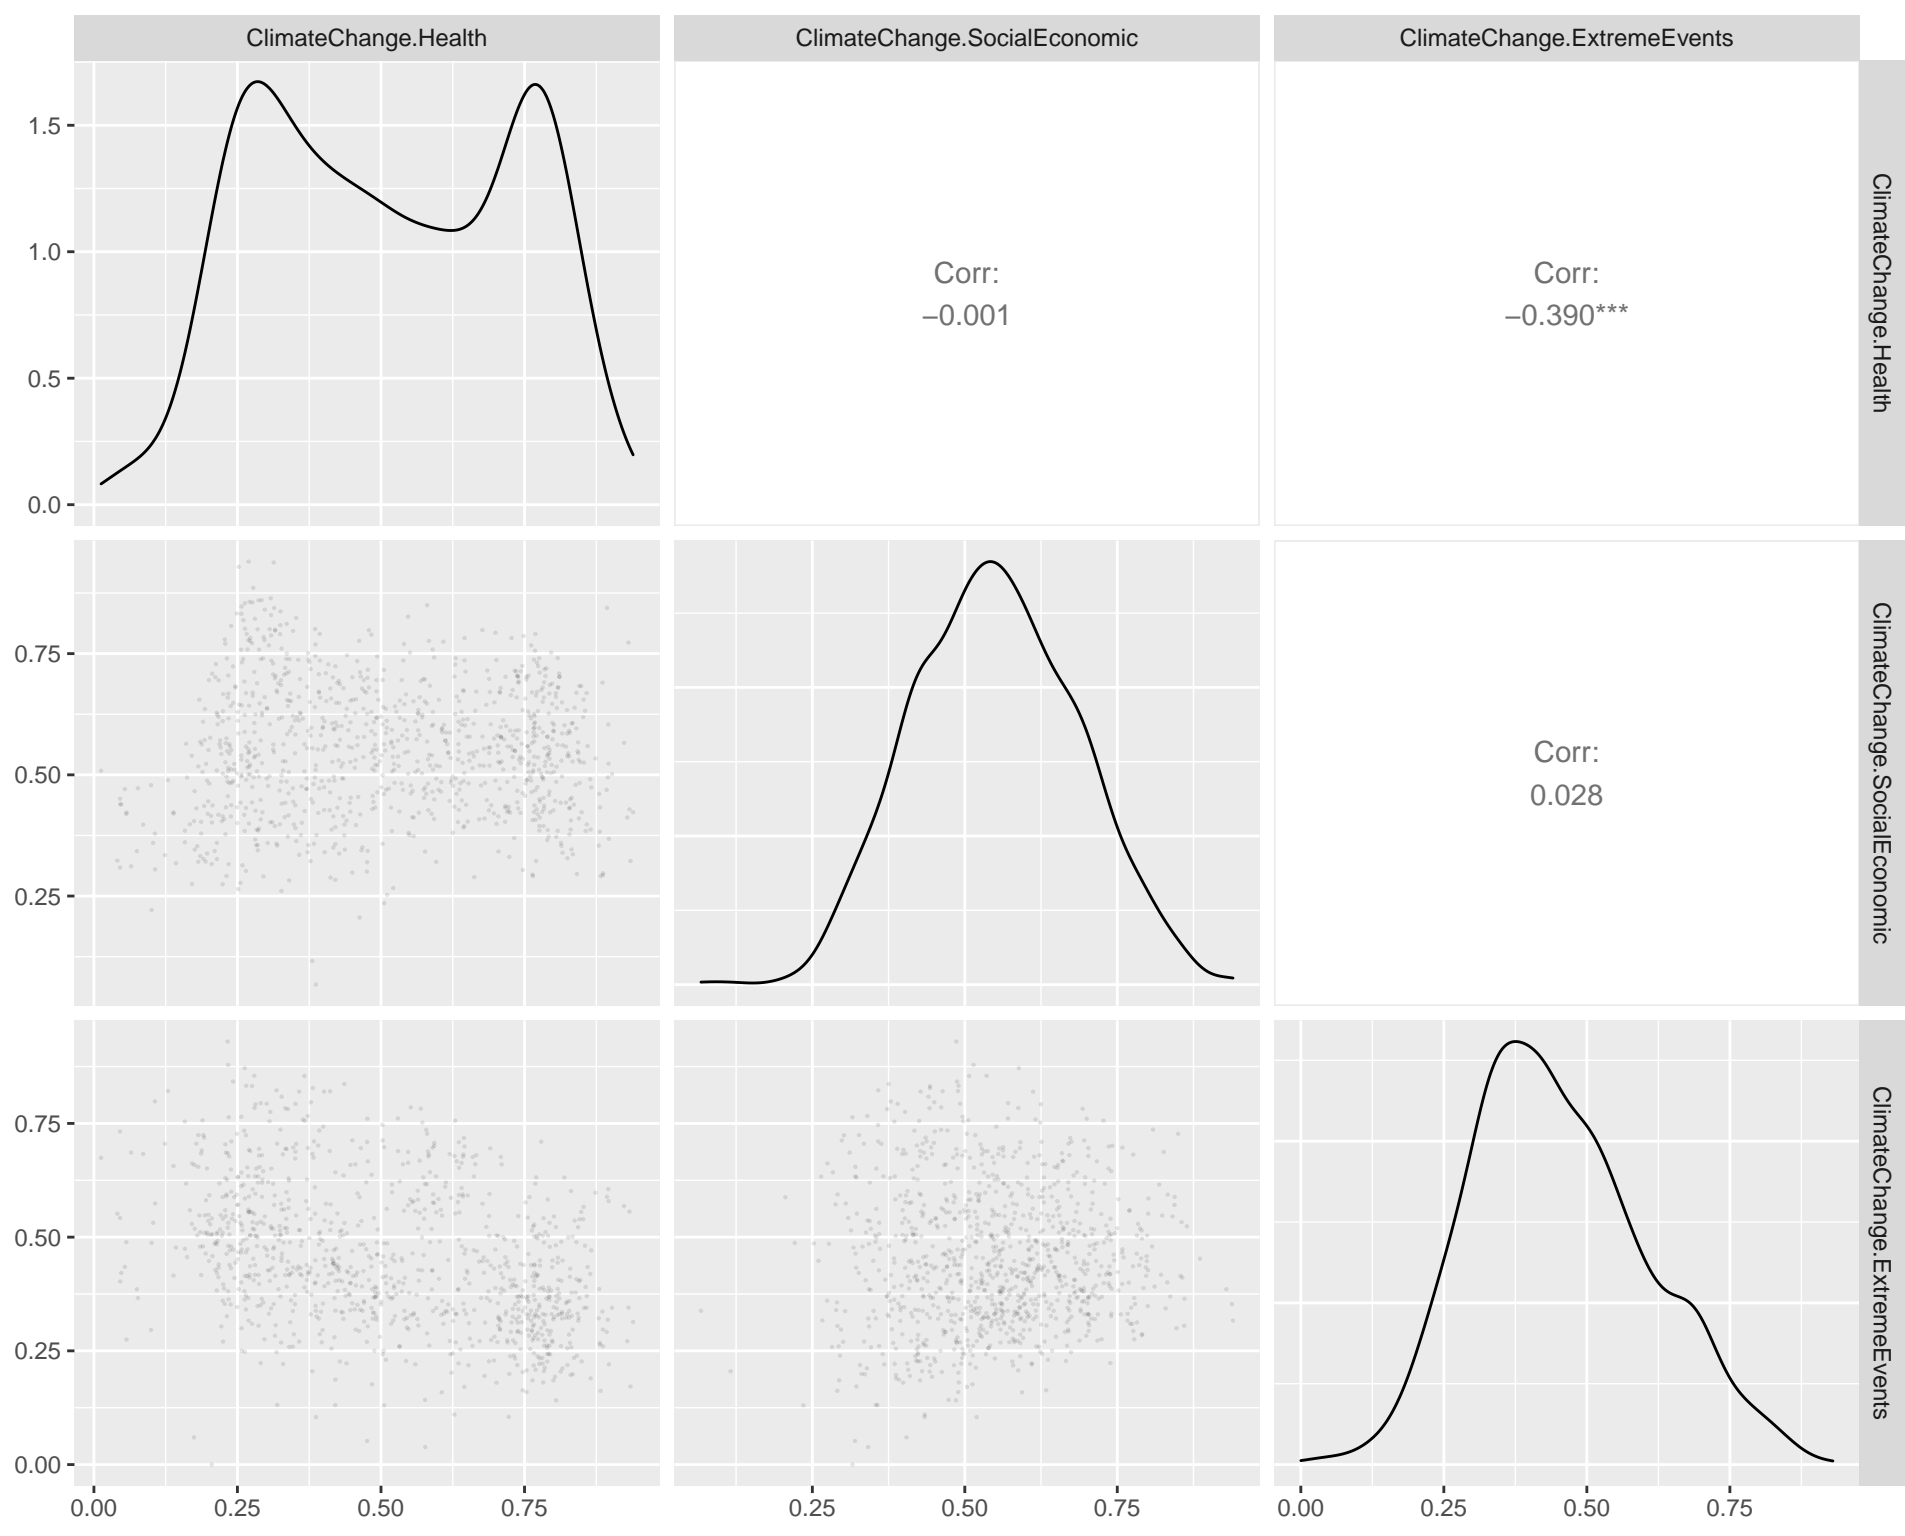 ClimateChange.Health
ClimateChange.SocialEconomic
ClimateChange.ExtremeEvents
1.5
1.0
0.5
0.0
Corr:
−0.001
Corr:
−0.390***
ClimateChange.Health
0.75
0.50
0.25
Corr:
0.028
ClimateChange.SocialEconomic
0.75
0.50
0.25
0.00
ClimateChange.ExtremeEvents
0.00 0.25 0.50 0.75
0.25 0.50 0.75
0.00 0.25 0.50 0.75